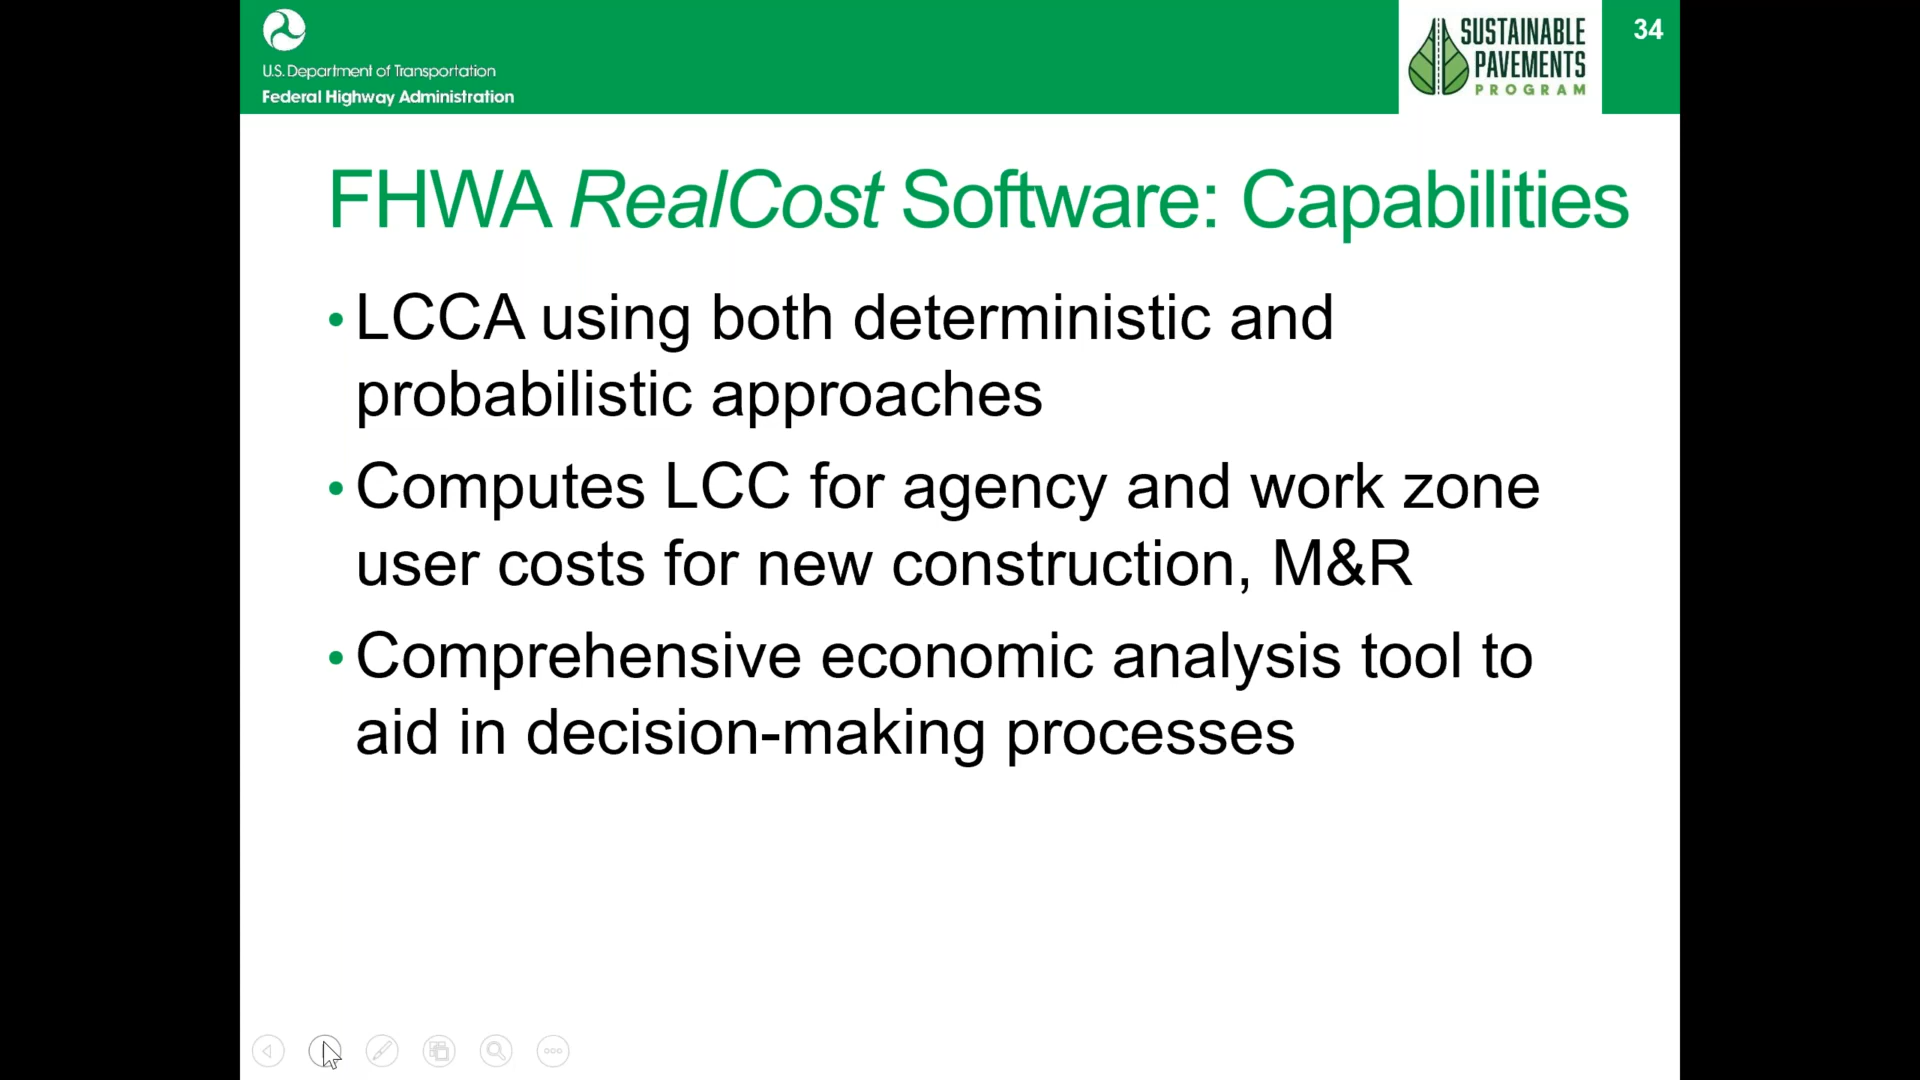 U.S. Department of Transportation
Federal Highway Administration
SUSTAINABLE
PAVEMENTS
PROGRAM
34
FHWA RealCost Software: Capabilities
• LCCA using both deterministic and
probabilistic approaches
• Computes LCC for agency and work zone
user costs for new construction, M&R
• Comprehensive economic analysis tool to
aid in decision-making processes